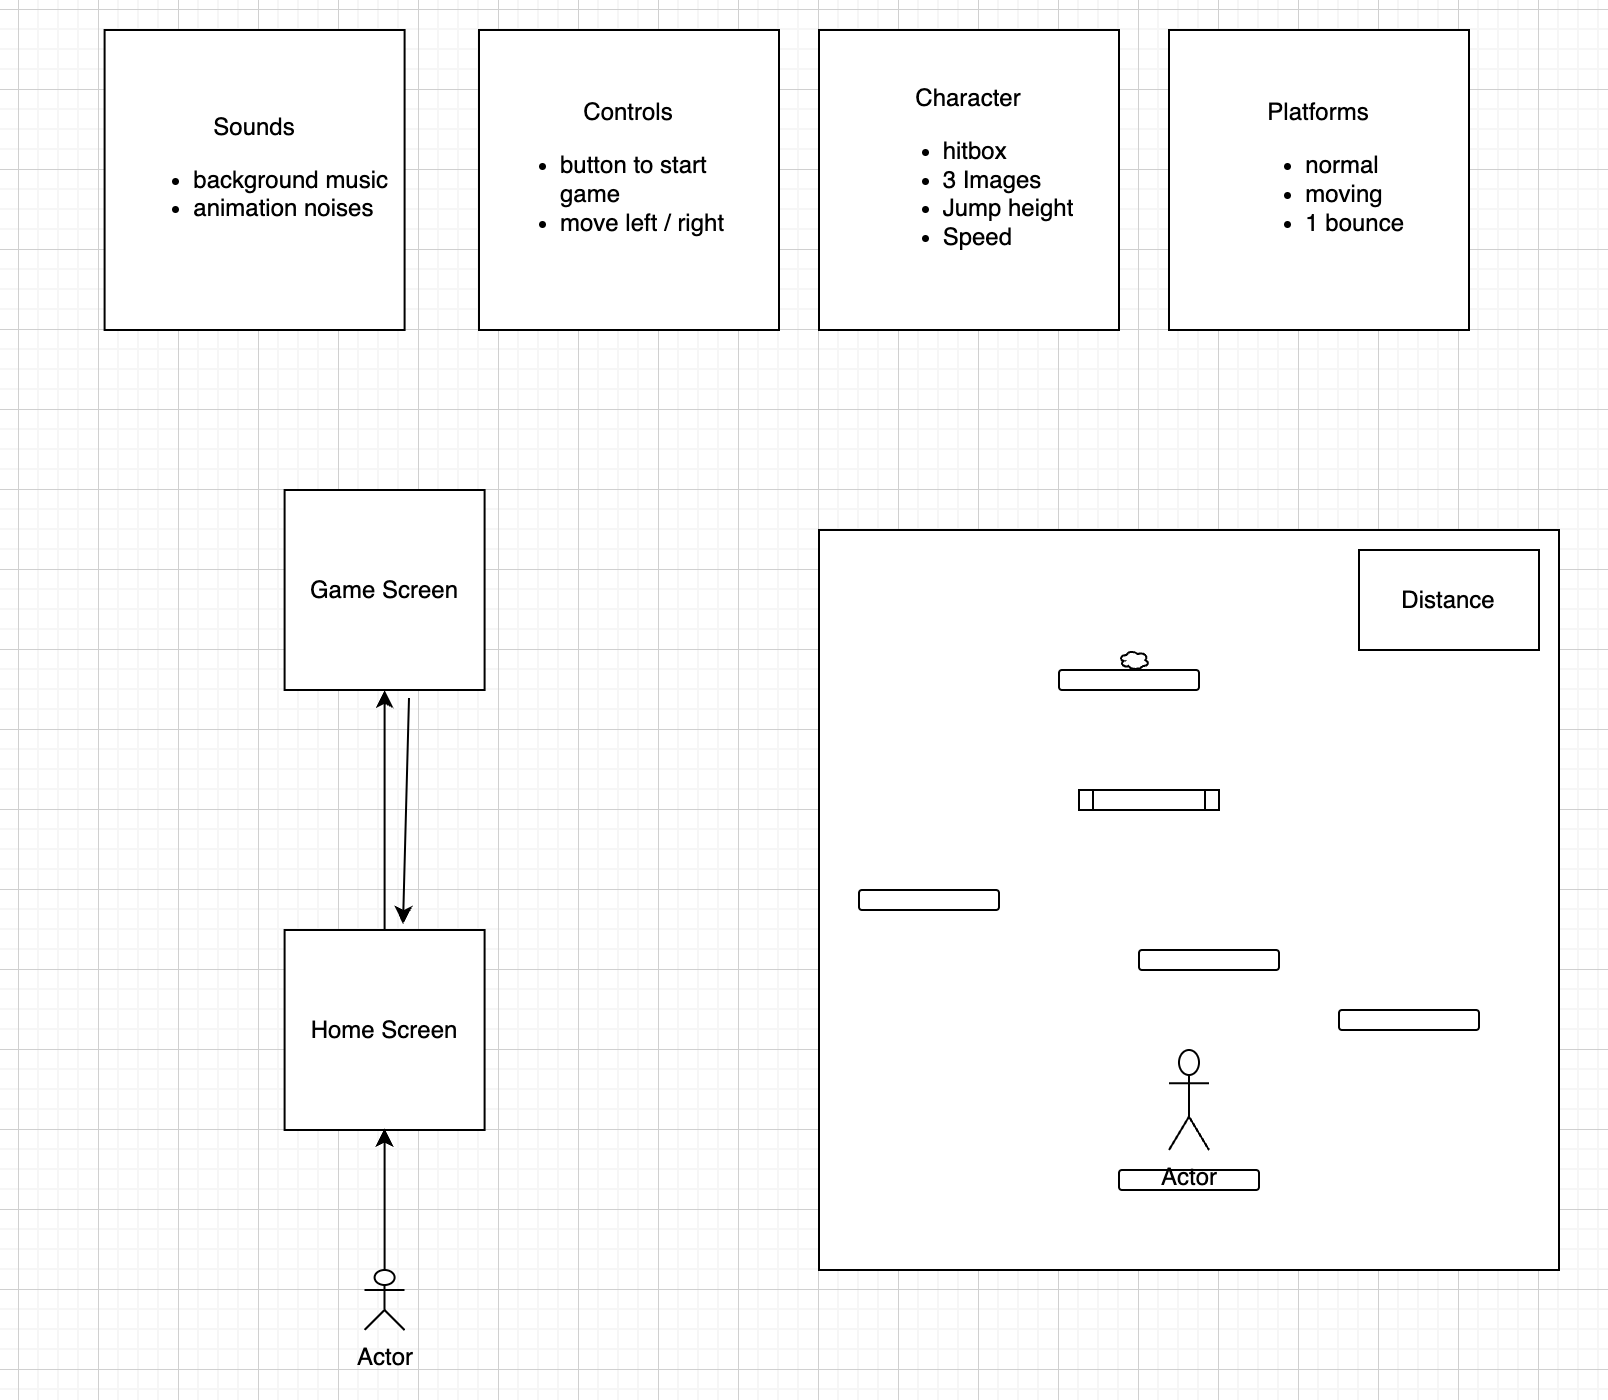 Sounds
• background music
• animation noises
Controls
• button to start
game
• move left / right
Character
• hitbox
• 3 Images
• Jump height
• Speed
Platforms
• normal
• moving
• 1 bounce
Game Screen
Home Screen
Actor
Distance
Actor